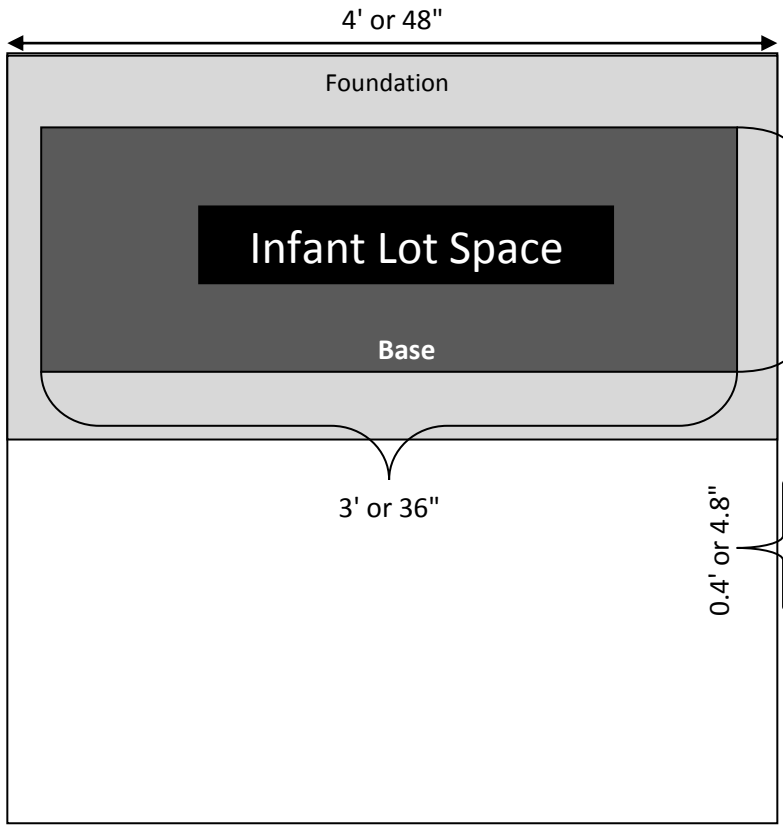 4' or 48"
Foundation
Infant Lot Space
Base
3' or 36"
0.4' or 4.8"